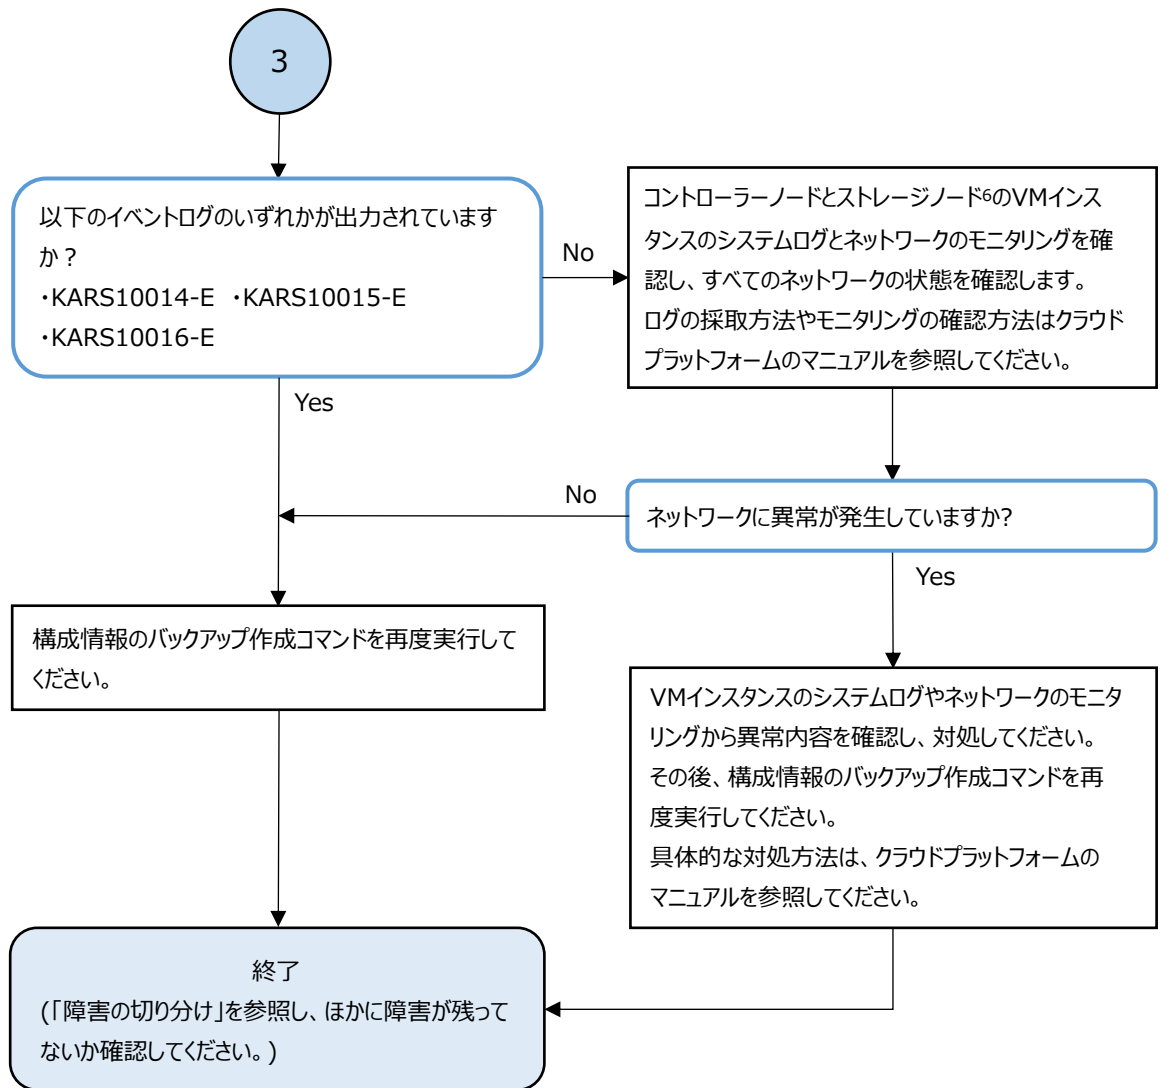 3
以下のイベントログのいずれかが出力されています
か？
・KARS10014-E ・KARS10015-E
・KARS10016-E
No
コントローラーノードとストレージノード6のVMインス
タンスのシステムログとネットワークのモニタリングを確
認し、すべてのネットワークの状態を確認します。
ログの採取方法やモニタリングの確認方法はクラウド
プラットフォームのマニュアルを参照してください。
Yes
No
ネットワークに異常が発生していますか?
Yes
構成情報のバックアップ作成コマンドを再度実行して
ください。
VMインスタンスのシステムログやネットワークのモニタ
リングから異常内容を確認し、対処してください。
その後、構成情報のバックアップ作成コマンドを再
度実行してください。
具体的な対処方法は、クラウドプラットフォームの
マニュアルを参照してください。
終了
(「障害の切り分け」を参照し、ほかに障害が残って
ないか確認してください。)